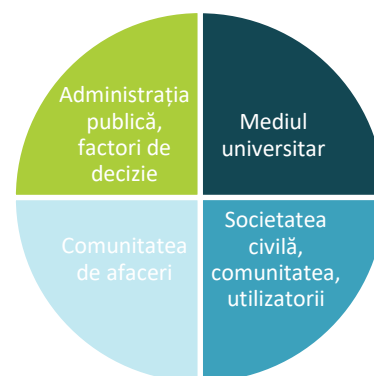 Administrația
publică,
factori de
decizie
Mediul
universitar
Comunitatea
de afaceri
Societatea
civilă,
comunitatea,
utilizatorii